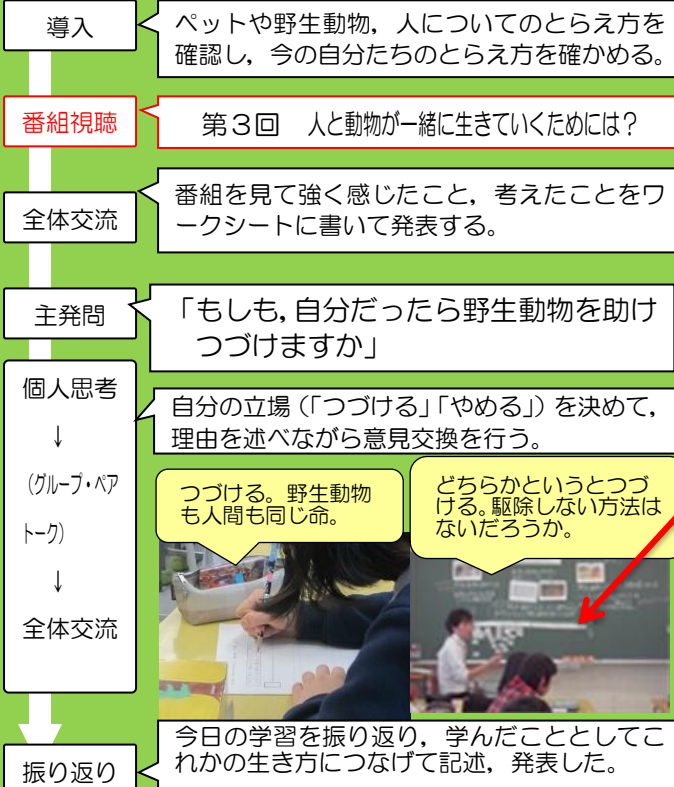 導入
ペットや野生動物，人についてのとらえ方を
確認し，今の自分たちのとらえ方を確かめる。
番組視聴
第３回　人と動物が一緒に生きていくためには？
全体交流
番組を見て強く感じたこと，考えたことをワ
ークシートに書いて発表する。
主発問
「もしも，自分だったら野生動物を助け
つづけますか」
個人思考
↓
（グループ・ペア
トーク）
↓
全体交流
自分の立場（「つづける」「やめる」）を決めて，
理由を述べながら意見交換を行う。
つづける。野生動物
も人間も同じ命。
どちらかというとつづ
ける。駆除しない方法は
ないだろうか。
振り返り
今日の学習を振り返り，学んだこととしてこ
れかの生き方につなげて記述，発表した。